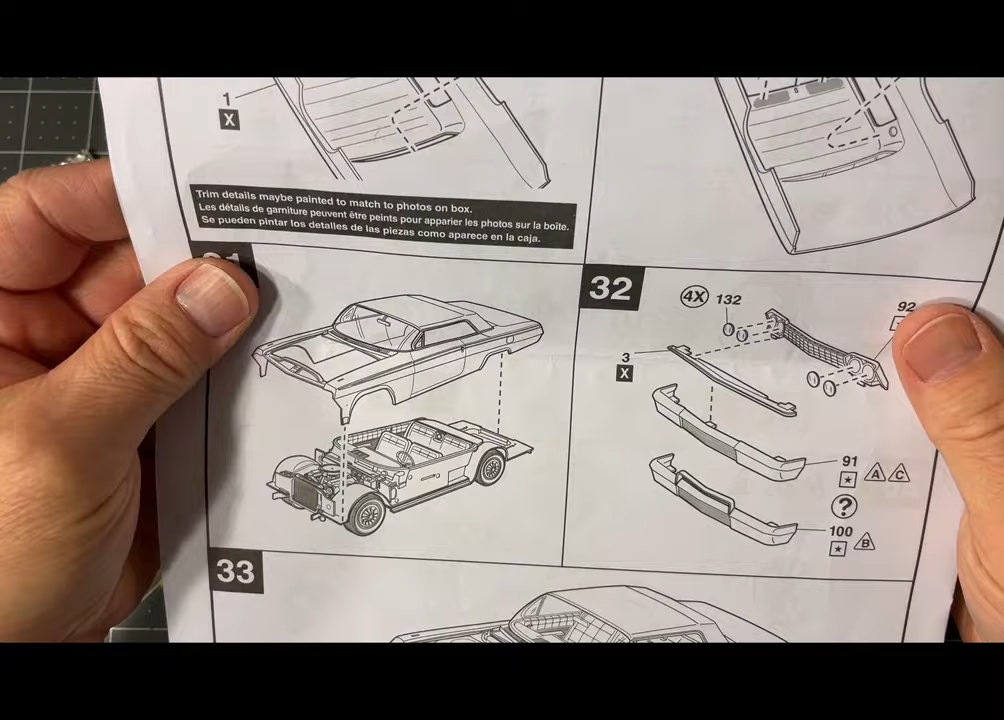 1
X
Trim details maybe painted to match to photos on box.
Les détails de garniture peuvent être peints pour apparier les photos sur la boîte.
Se pueden pintar los detalles de las piezas como aparece en la caja.
32
4X 132
92
3
X
91
A C
?
100
B
33